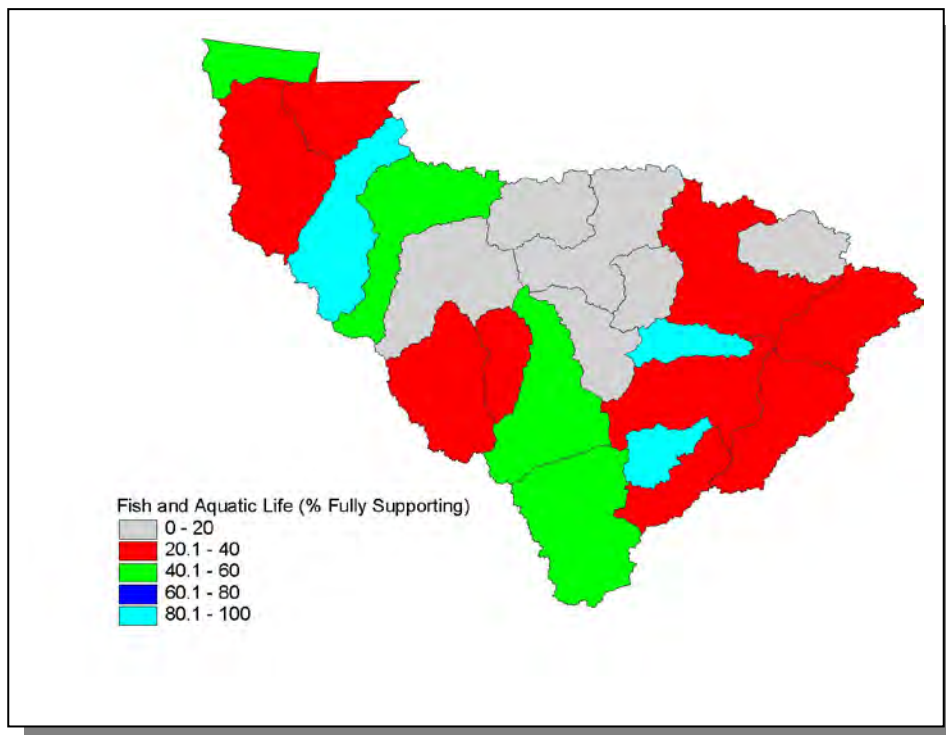 Fish and Aquatic Life (% Fully Supporting)
0 - 20
20.1 - 40
40.1 - 60
60.1 - 80
80.1 - 100